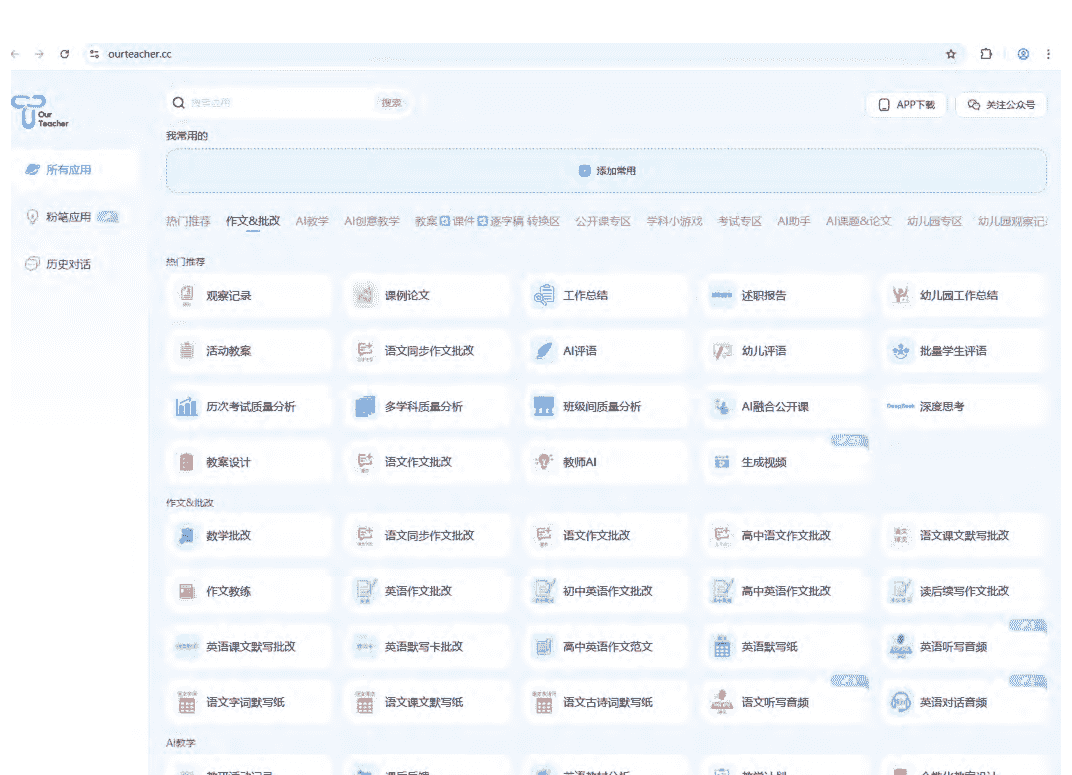 ourteacher.cc
Our
Teacher
搜索应用 搜索
APP下载 关注公众号
我常用的
所有应用
添加常用
粉笔应用
热门推荐 作文&批改 AI教学 AI创意教学 教案 课件 逐字稿 转换区 公开课专区 学科小游戏 考试专区 AI助手 AI课题&论文 幼儿园专区 幼儿园观察记
历史对话
热门推荐
观察记录 课例论文 工作总结 述职报告 幼儿园工作总结
活动教案 语文同步作文批改 AI评语 幼儿评语 批量学生评语
历次考试质量分析 多学科质量分析 班级间质量分析 AI融合公开课 DeepSeek 深度思考
教案设计 语文作文批改 教师AI 生成视频
作文&批改
数学批改 语文同步作文批改 语文作文批改 高中语文作文批改 语文课文默写批改
作文教练 英语作文批改 初中英语作文批改 高中英语作文批改 读后续写作文批改
英语课文默写批改 英语默写卡批改 高中英语作文范文 英语默写纸 英语听写音频
语文字词默写纸 语文课文默写纸 语文古诗词默写纸 语文听写音频 英语对话音频
AI教学